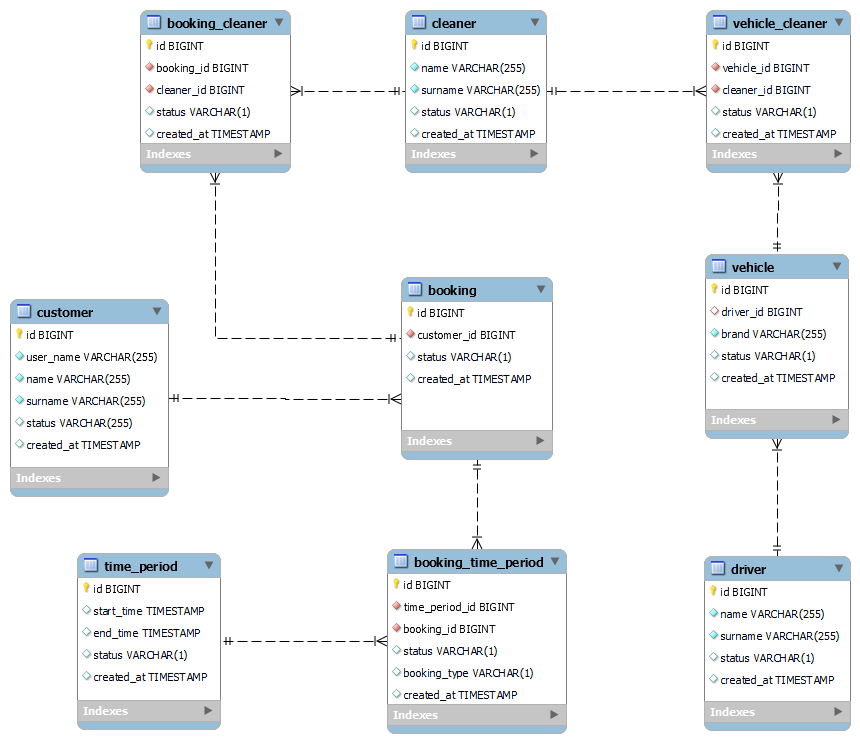 booking_cleaner
id BIGINT
booking_id BIGINT
cleaner_id BIGINT
status VARCHAR(1)
created_at TIMESTAMP
Indexes
cleaner
id BIGINT
name VARCHAR(255)
surname VARCHAR(255)
status VARCHAR(1)
created_at TIMESTAMP
Indexes
vehicle_cleaner
id BIGINT
vehicle_id BIGINT
cleaner_id BIGINT
status VARCHAR(1)
created_at TIMESTAMP
Indexes
customer
id BIGINT
user_name VARCHAR(255)
name VARCHAR(255)
surname VARCHAR(255)
status VARCHAR(255)
created_at TIMESTAMP
Indexes
booking
id BIGINT
customer_id BIGINT
status VARCHAR(1)
created_at TIMESTAMP
Indexes
vehicle
id BIGINT
driver_id BIGINT
brand VARCHAR(255)
status VARCHAR(1)
created_at TIMESTAMP
Indexes
time_period
id BIGINT
start_time TIMESTAMP
end_time TIMESTAMP
status VARCHAR(1)
created_at TIMESTAMP
Indexes
booking_time_period
id BIGINT
time_period_id BIGINT
booking_id BIGINT
status VARCHAR(1)
booking_type VARCHAR(1)
created_at TIMESTAMP
Indexes
driver
id BIGINT
name VARCHAR(255)
surname VARCHAR(255)
status VARCHAR(1)
created_at TIMESTAMP
Indexes